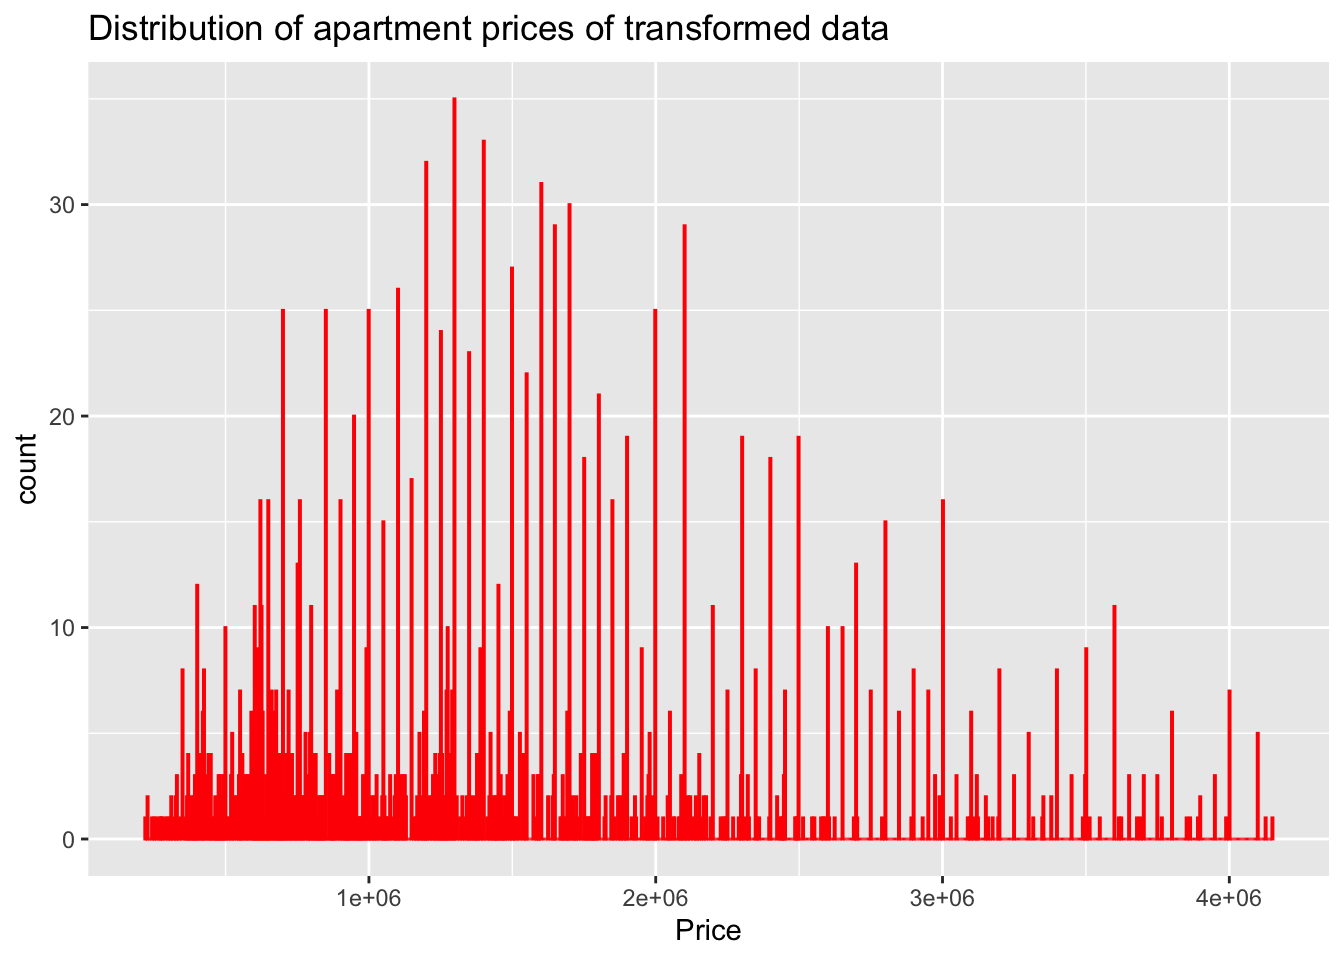 Distribution of apartment prices of transformed data
30
20
10
0
count
1e+06 2e+06 3e+06 4e+06
Price